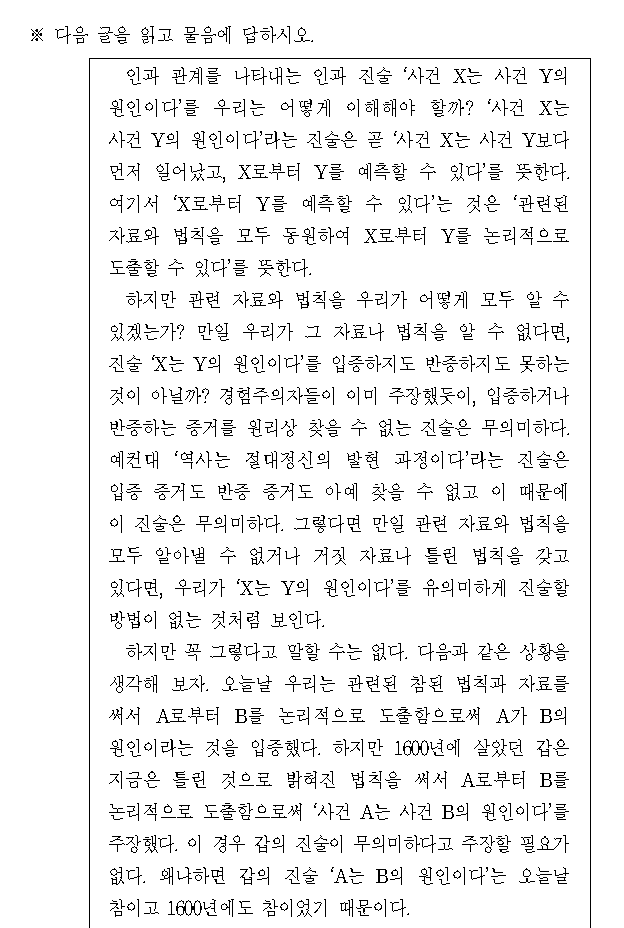 ※ 다음 글을 읽고 물음에 답하시오.
인과 관계를 나타내는 인과 진술 ‘사건 X는 사건 Y의
원인이다’를 우리는 어떻게 이해해야 할까? ‘사건 X는
사건 Y의 원인이다’라는 진술은 곧 ‘사건 X는 사건 Y보다
먼저 일어났고, X로부터 Y를 예측할 수 있다’를 뜻한다.
여기서 ‘X로부터 Y를 예측할 수 있다’는 것은 ‘관련된
자료와 법칙을 모두 동원하여 X로부터 Y를 논리적으로
도출할 수 있다’를 뜻한다.
하지만 관련 자료와 법칙을 우리가 어떻게 모두 알 수
있겠는가? 만일 우리가 그 자료나 법칙을 알 수 없다면,
진술 ‘X는 Y의 원인이다’를 입증하지도 반증하지도 못하는
것이 아닐까? 경험주의자들이 이미 주장했듯이, 입증하거나
반증하는 증거를 원리상 찾을 수 없는 진술은 무의미하다.
예컨대 ‘역사는 절대정신의 발현 과정이다’라는 진술은
입증 증거도 반증 증거도 아예 찾을 수 없고 이 때문에
이 진술은 무의미하다. 그렇다면 만일 관련 자료와 법칙을
모두 알아낼 수 없거나 거짓 자료나 틀린 법칙을 갖고
있다면, 우리가 ‘X는 Y의 원인이다’를 유의미하게 진술할
방법이 없는 것처럼 보인다.
하지만 꼭 그렇다고 말할 수는 없다. 다음과 같은 상황을
생각해 보자. 오늘날 우리는 관련된 참된 법칙과 자료를
써서 A로부터 B를 논리적으로 도출함으로써 A가 B의
원인이라는 것을 입증했다. 하지만 1600년에 살았던 갑은
지금은 틀린 것으로 밝혀진 법칙을 써서 A로부터 B를
논리적으로 도출함으로써 ‘사건 A는 사건 B의 원인이다’를
주장했다. 이 경우 갑의 진술이 무의미하다고 주장할 필요가
없다. 왜냐하면 갑의 진술 ‘A는 B의 원인이다’는 오늘날
참이고 1600년에도 참이었기 때문이다.